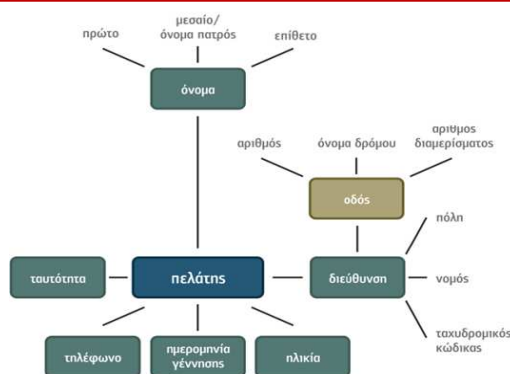 πρώτο
μεσαίο/
όνομα πατρός
επίθετο
όνομα
αριθμός
όνομα δρόμου
αριθμος
διαμερίσματος
οδός
πόλη
ταυτότητα
πελάτης
διεύθυνση
νομός
ταχυδρομικός
κώδικας
τηλέφωνο
ημερομηνία
γέννησης
ηλικία